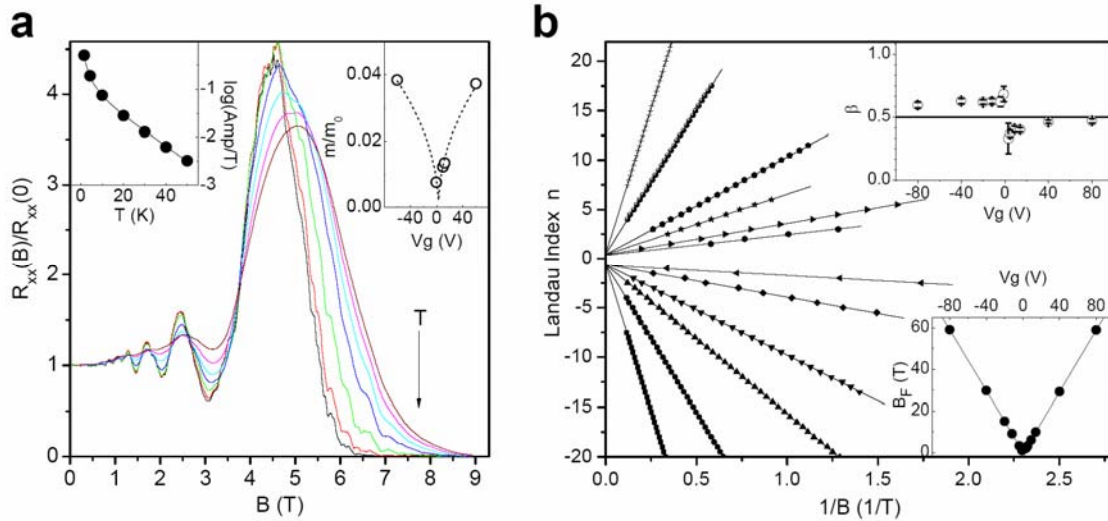 a
R_xx(B)/R_xx(0)
4
3
2
1
0
0 1 2 3 4 5 6 7 8 9
B (T)
T
log(Amp/T)
-1
-2
-3
0 20 40
T (K)
m/m_0
0.04
0.02
0.00
-60 0 60
Vg (V)
b
Landau Index n
20
15
10
5
0
-5
-10
-15
-20
0.0 0.5 1.0 1.5 2.0 2.5
1/B (1/T)
β
1.0
0.5
0.0
-80 -40 0 40 80
Vg (V)
Vg (V)
-80 -40 0 40 80
B_F (T)
60
40
20
0